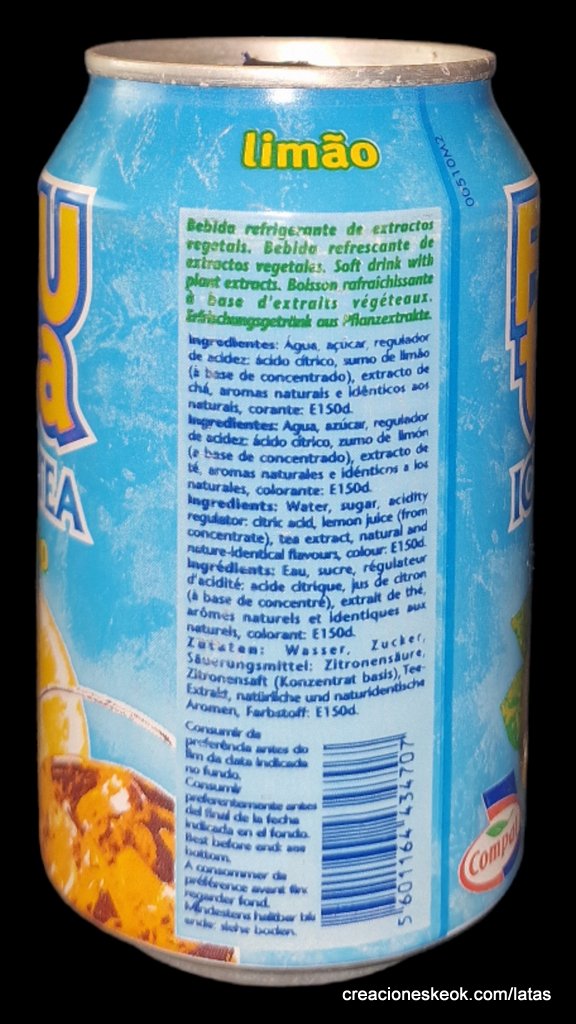 limão
00510M2
Bebida refrigerante de extractos
vegetais. Bebida refrescante de
extractos vegetales. Soft drink with
plant extracts. Boisson rafraichissante
à base d'extraits végéteaux.
Erfrischungsgetränk aus Pflanzextrakte.
Ingredientes: Água, açúcar, regulador
de acidez: ácido cítrico, sumo de limão
(à base de concentrado), extracto de
chá, aromas naturais e idênticos aos
naturais, corante: E150d.
Ingredientes: Agua, azúcar, regulador
de acidez: ácido cítrico, zumo de limón
(a base de concentrado), extracto de
té, aromas naturales e idénticos a los
naturales, colorante: E150d.
Ingredients: Water, sugar, acidity
regulator: citric acid, lemon juice (from
concentrate), tea extract, natural and
nature-identical flavours, colour: E150d.
Ingrédients: Eau, sucre, régulateur
d'acidité: acide citrique, jus de citron
(à base de concentré), extrait de thé,
arômes naturels et identiques aux
naturels, colorant: E150d.
Zutaten: Wasser, Zucker,
Säuerungsmittel: Zitronensäure,
Zitronensaft (Konzentrat basis), Tee-
Extrakt, natürliche und naturidentische
Aromen, Farbstoff: E150d.
Consumir de
preferência antes do
fim da data indicada
no fundo.
Consumir
preferentemente antes
del final de la fecha
indicada en el fondo.
Best before end: see
bottom.
A consommer de
préférence avant fin:
regarder fond.
Mindestens haltbar bis
ende: siehe boden.
5 601164 434707
U
a
TEA
IC
Compal
creacioneskeok.com/latas